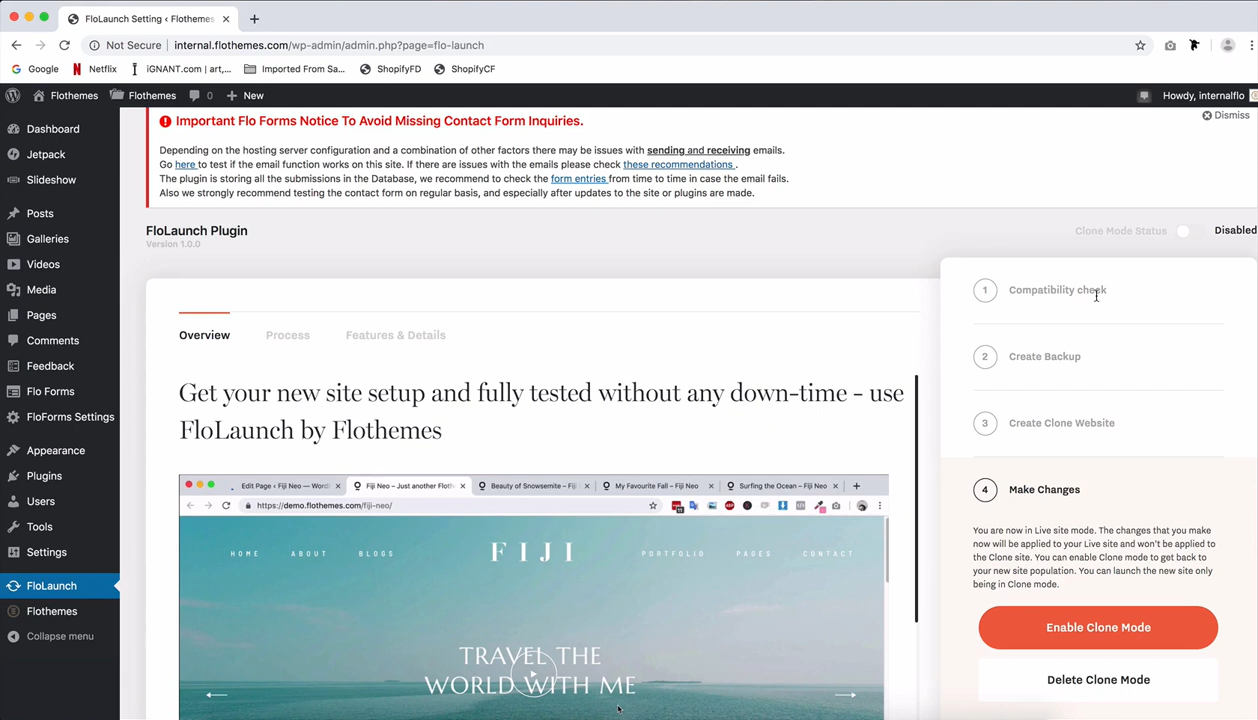 FloLaunch Setting ‹ Flothemes
Not Secure
internal.flothemes.com/wp-admin/admin.php?page=flo-launch
Google
Netflix
iGNANT.com | art,...
Imported From Sa...
ShopifyFD
ShopifyCF
Flothemes
Flothemes
0
New
Howdy, internalflo
Dashboard
Jetpack
Slideshow
Posts
Galleries
Videos
Media
Pages
Comments
Feedback
Flo Forms
FloForms Settings
Appearance
Plugins
Users
Tools
Settings
FloLaunch
Flothemes
Collapse menu
Important Flo Forms Notice To Avoid Missing Contact Form Inquiries.
Dismiss
Depending on the hosting server configuration and a combination of other factors there may be issues with sending and receiving emails.
Go here to test if the email function works on this site. If there are issues with the emails please check these recommendations .
The plugin is storing all the submissions in the Database, we recommend to check the form entries from time to time in case the email fails.
Also we strongly recommend testing the contact form on regular basis, and especially after updates to the site or plugins are made.
FloLaunch Plugin
Version 1.0.0
Clone Mode Status
Disabled
Overview
Process
Features & Details
Get your new site setup and fully tested without any down-time - use
FloLaunch by Flothemes
Edit Page ‹ Fiji Neo — Word
Fiji Neo – Just another Floth
Beauty of Snowsemite – Fiji
My Favourite Fall – Fiji Neo
Surfing the Ocean – Fiji Neo
https://demo.flothemes.com/fiji-neo/
HOME
ABOUT
BLOGS
FIJI
PORTFOLIO
PAGES
CONTACT
TRAVEL THE
WORLD WITH ME
1
Compatibility check
2
Create Backup
3
Create Clone Website
4
Make Changes
You are now in Live site mode. The changes that you make
now will be applied to your Live site and won't be applied to
the Clone site. You can enable Clone mode to get back to
your new site population. You can launch the new site only
being in Clone mode.
Enable Clone Mode
Delete Clone Mode